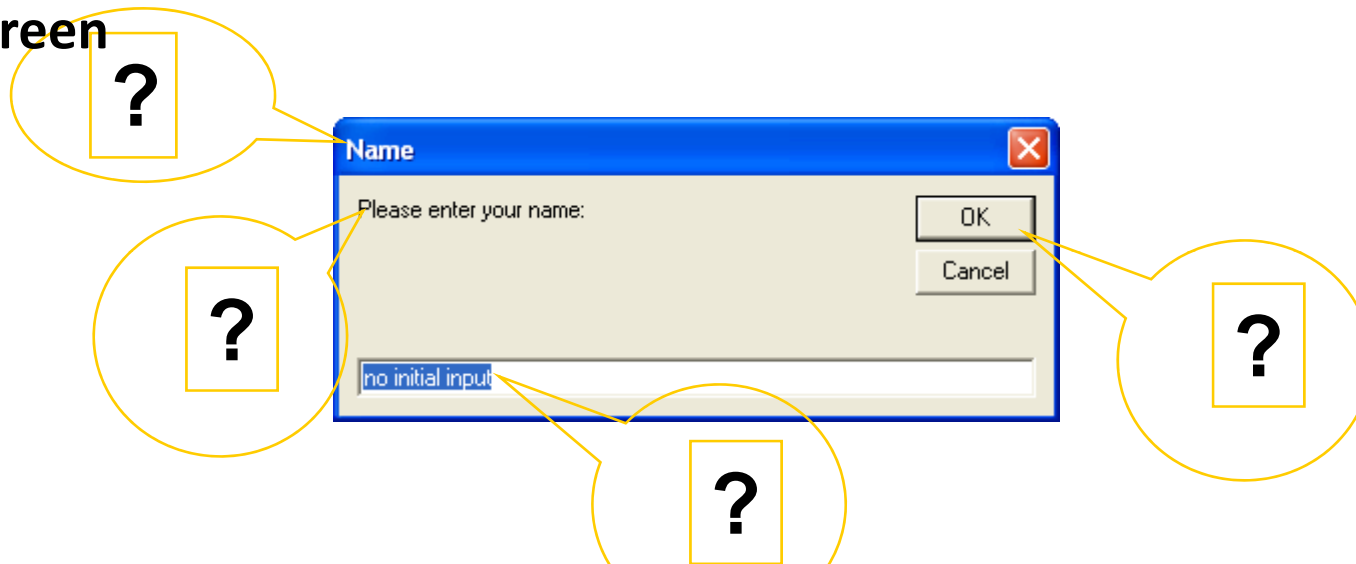 reen
?
Name
Please enter your name:
OK
Cancel
?
?
no initial input
?